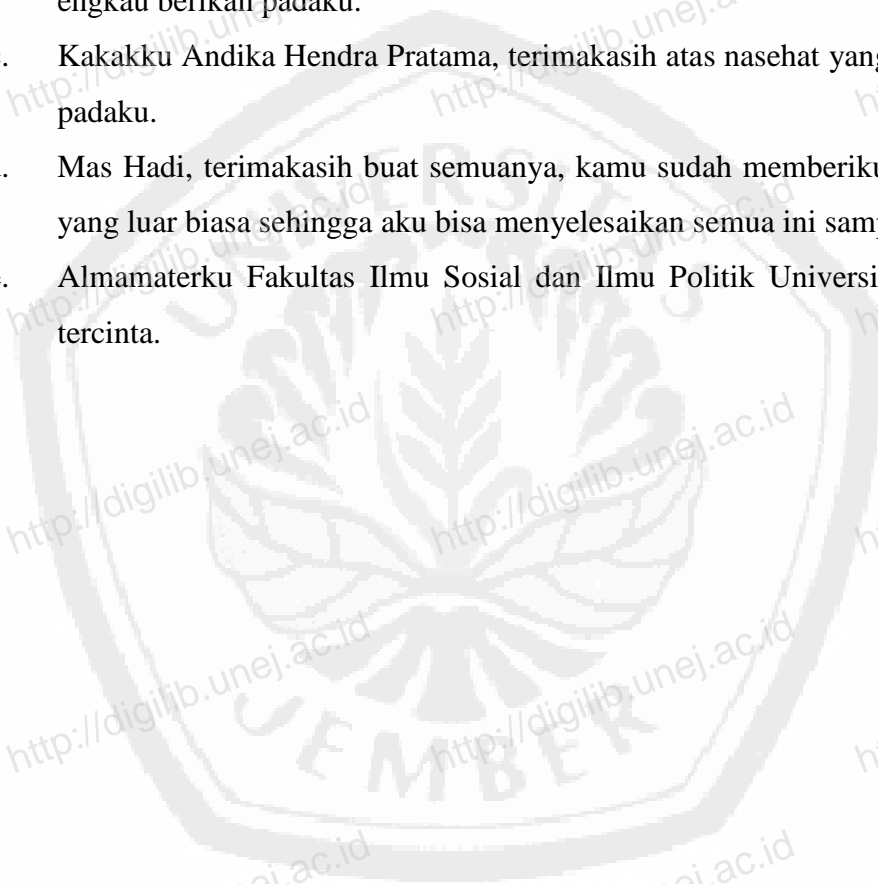 engkau berikan padaku.
Kakakku Andika Hendra Pratama, terimakasih atas nasehat yang
padaku.
Mas Hadi, terimakasih buat semuanya, kamu sudah memberiku
yang luar biasa sehingga aku bisa menyelesaikan semua ini
Almamaterku Fakultas Ilmu Sosial dan Ilmu Politik
tercinta.
UNIVERSITAS
http://digilib.unej.ac.id
http://digilib.unej.ac.id
http://digilib.unej.ac.id
http://digilib.unej.ac.id
http://digilib.unej.ac.id
http://digilib.unej.ac.id
http://digilib.unej.ac.id
http://digilib.unej.ac.id
JEMBER